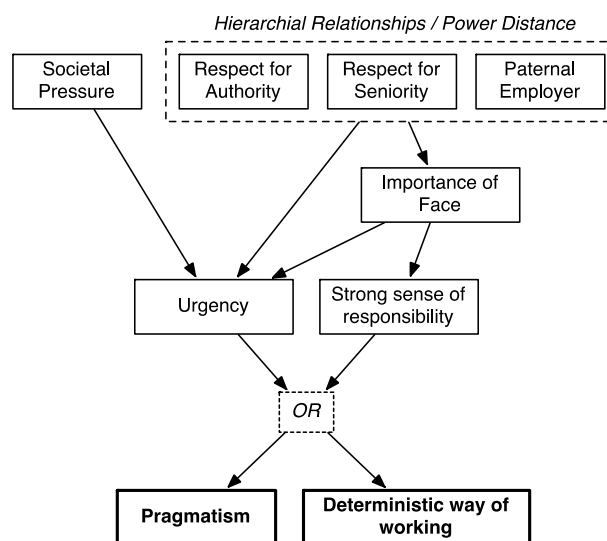 Hierarchial Relationships / Power Distance
Societal
Pressure
Respect for
Authority
Respect for
Seniority
Paternal
Employer
Importance of
Face
Urgency
Strong sense of
responsibility
OR
Pragmatism
Deterministic way of
working